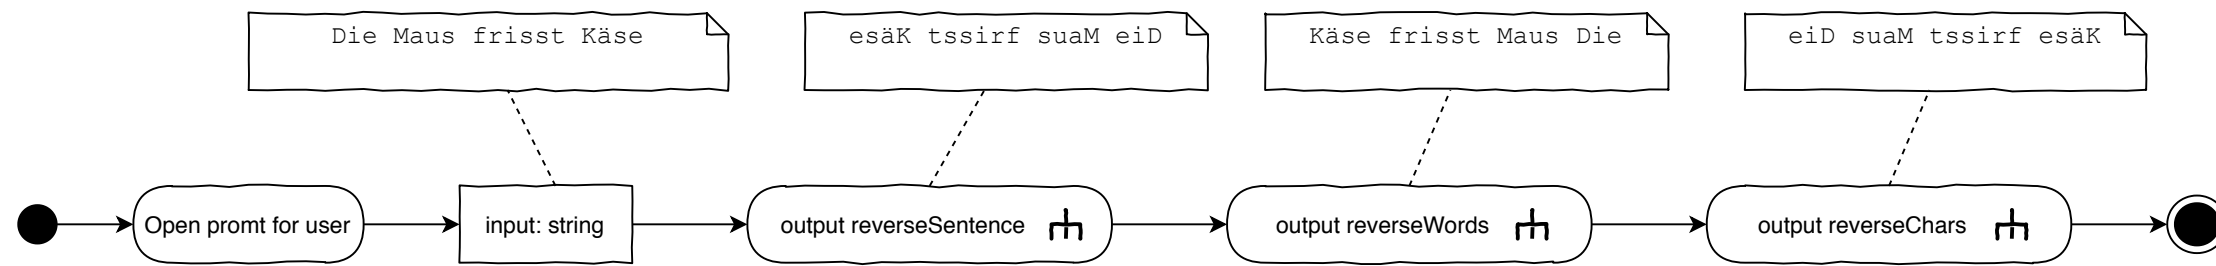 Die Maus frisst Käse
esäK tssirf suaM eiD
Käse frisst Maus Die
eiD suaM tssirf esäK
Open promt for user
input: string
output reverseSentence
output reverseWords
output reverseChars